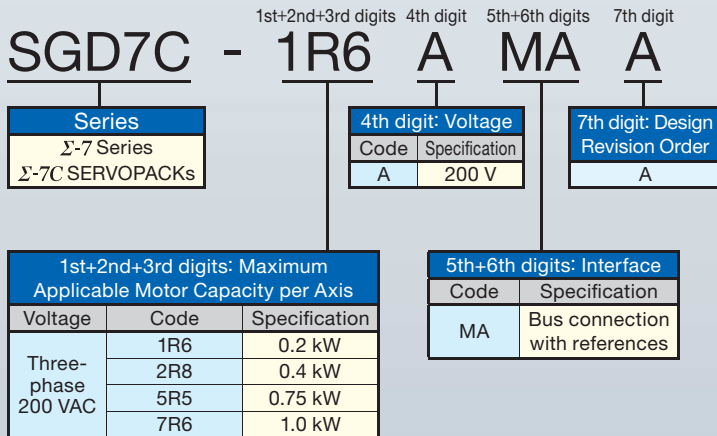 1st+2nd+3rd digits 4th digit 5th+6th digits 7th digit
SGD7C - 1R6 A MA A
Series
Σ-7 Series
Σ-7C SERVOPACKs
4th digit: Voltage
Code Specification
A 200 V
7th digit: Design
Revision Order
A
1st+2nd+3rd digits: Maximum
Applicable Motor Capacity per Axis
Voltage Code Specification
Three-
phase
200 VAC
1R6 0.2 kW
2R8 0.4 kW
5R5 0.75 kW
7R6 1.0 kW
5th+6th digits: Interface
Code Specification
MA
Bus connection
with references